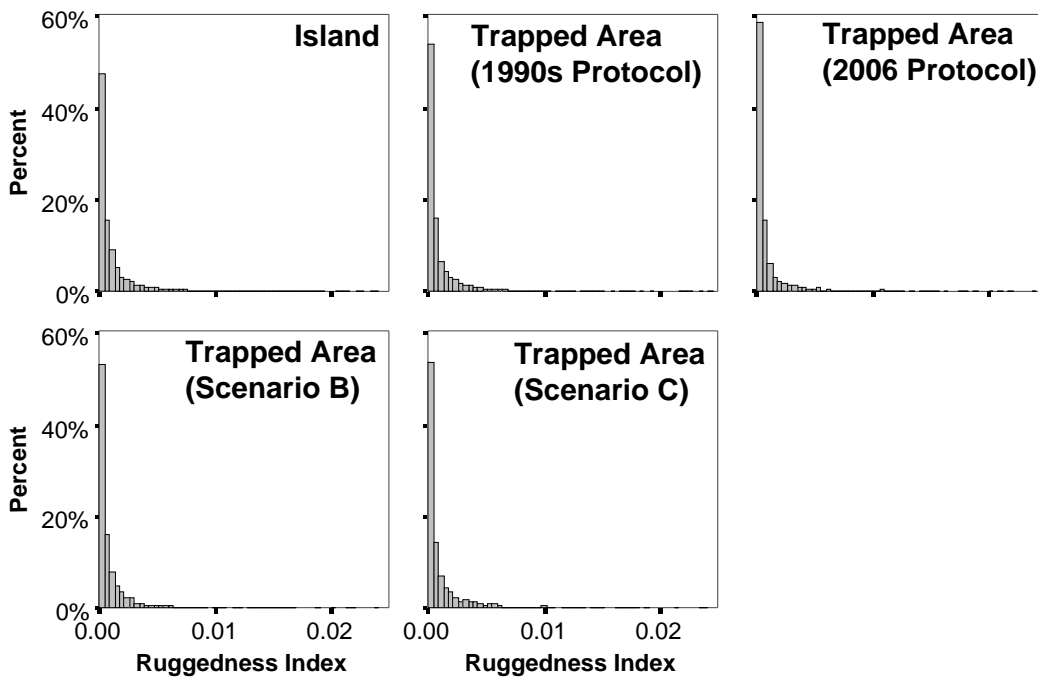 60%
40%
20%
0%
Percent
Island
Trapped Area
(1990s Protocol)
Trapped Area
(2006 Protocol)
60%
40%
20%
0%
Percent
Trapped Area
(Scenario B)
Trapped Area
(Scenario C)
0.00 0.01 0.02
0.00 0.01 0.02
Ruggedness Index
Ruggedness Index